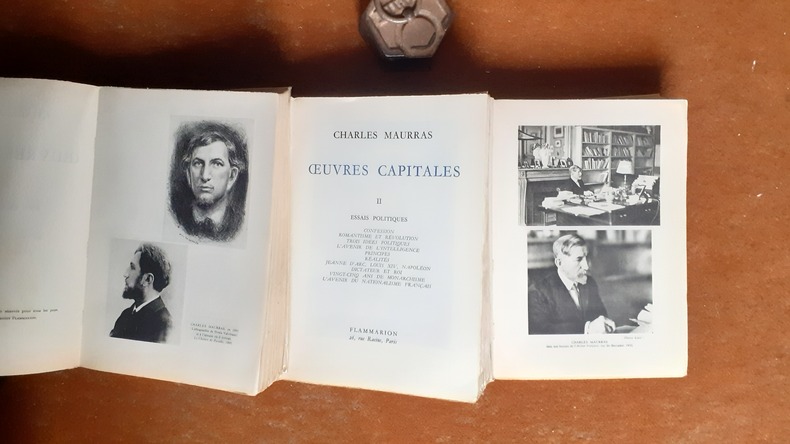 CHARLES MAURRAS
ŒUVRES CAPITALES
II
ESSAIS POLITIQUES
CONFESSION
ROMANTISME ET RÉVOLUTION
TROIS IDÉES POLITIQUES
L'AVENIR DE L'INTELLIGENCE
PRINCIPES
RÉALITÉS
JEANNE D'ARC, LOUIS XIV, NAPOLÉON
DICTATEUR ET ROI
VINGT-CINQ ANS DE MONARCHISME
L'AVENIR DU NATIONALISME FRANÇAIS
FLAMMARION
26, rue Racine, Paris
CHARLES MAURRAS
CHARLES MAURRAS